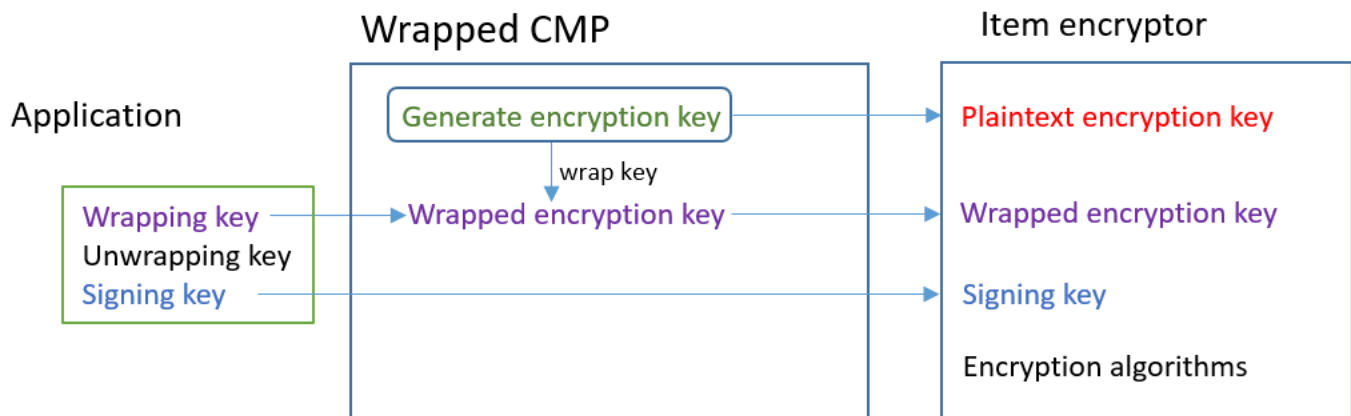 Wrapped CMP
Item encryptor
Application
Generate encryption key
Plaintext encryption key
wrap key
Wrapping key
Wrapped encryption key
Wrapped encryption key
Unwrapping key
Signing key
Signing key
Encryption algorithms